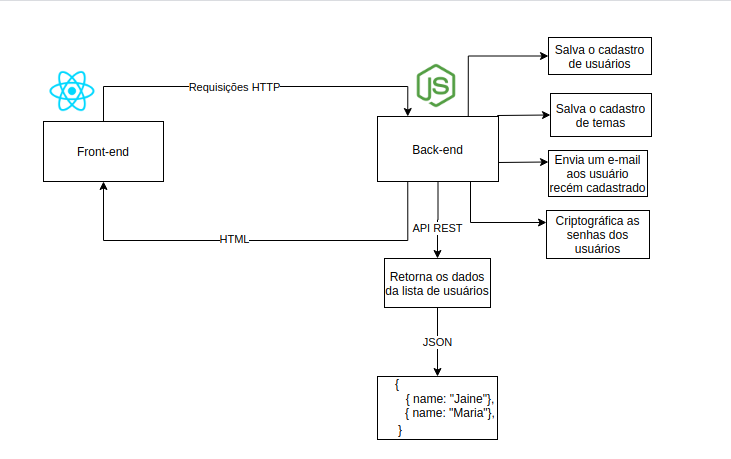 Salva o cadastro
de usuários
Requisições HTTP
JS
Salva o cadastro
de temas
Front-end
Back-end
Envia um e-mail
aos usuário
recém cadastrado
Criptográfica as
senhas dos
usuários
API REST
HTML
Retorna os dados
da lista de usuários
JSON
{
{ name: "Jaine"},
{ name: "Maria"},
}